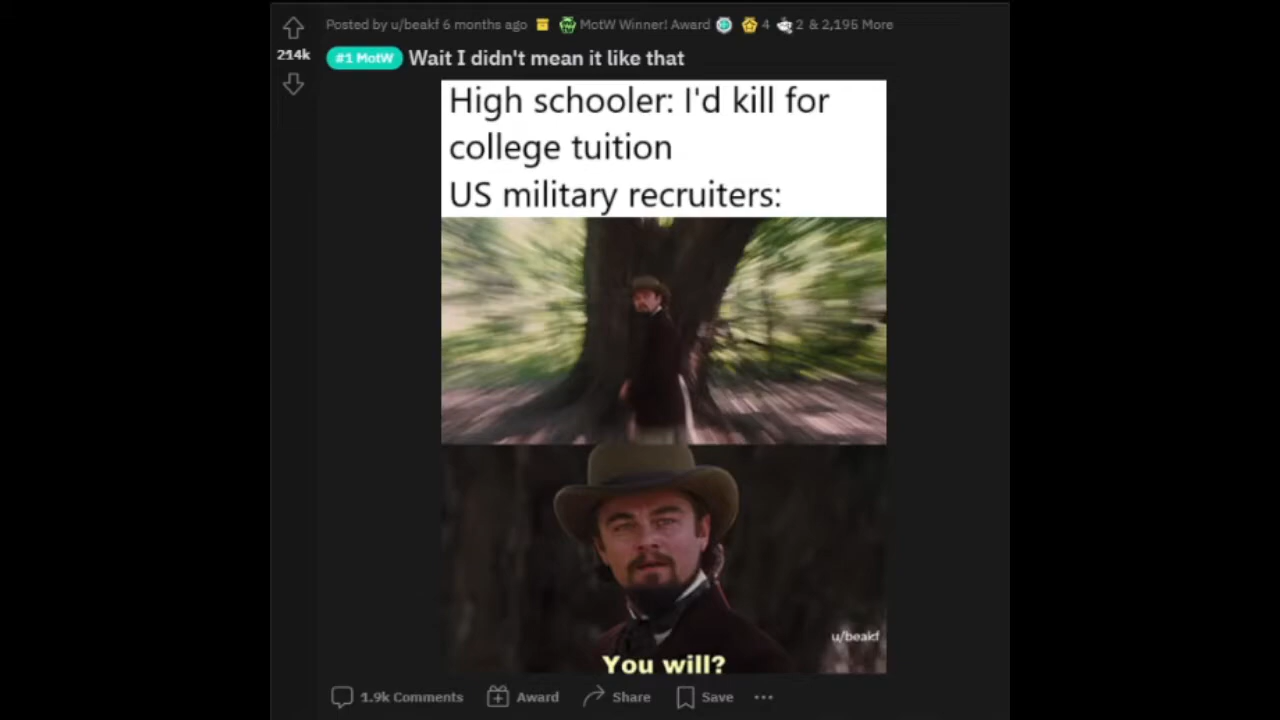 Posted by u/beakf 6 months ago MotW Winner! Award 4 2 & 2,195 More
214k
#1 MotW Wait I didn't mean it like that
High schooler: I'd kill for
college tuition
US military recruiters:
u/beakf
You will?
1.9k Comments Award Share Save ...